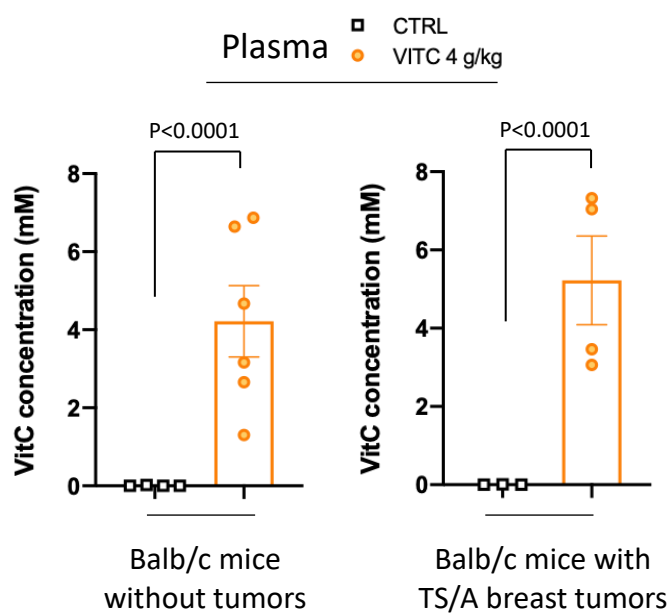 Plasma
CTRL
VITC 4 g/kg
P<0.0001
VitC concentration (mM)
8
6
4
2
0
Balb/c mice
without tumors
P<0.0001
VitC concentration (mM)
8
6
4
2
0
Balb/c mice with
TS/A breast tumors